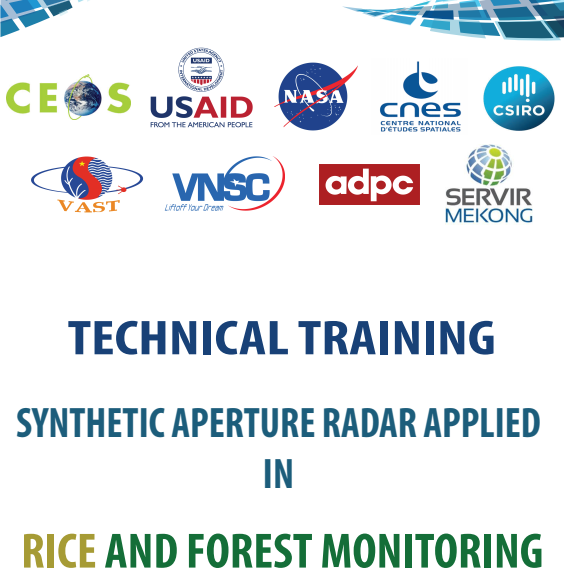 CEOS
USAID
FROM THE AMERICAN PEOPLE
NASA
cnes
CENTRE NATIONAL
D'ÉTUDES SPATIALES
CSIRO
VAST
VNSC
Liftoff Your Dream
adpc
SERVIR
MEKONG
TECHNICAL TRAINING
SYNTHETIC APERTURE RADAR APPLIED
IN
RICE AND FOREST MONITORING